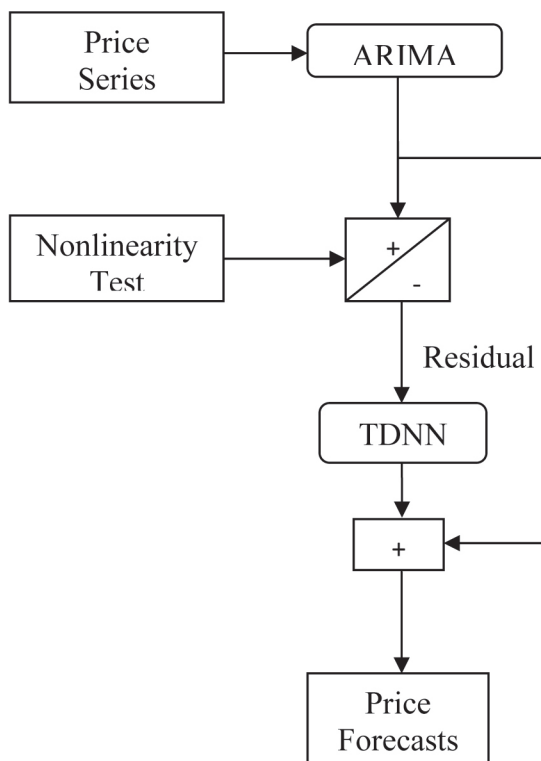 Price
Series
ARIMA
Nonlinearity
Test
+
-
Residual
TDNN
+
Price
Forecasts